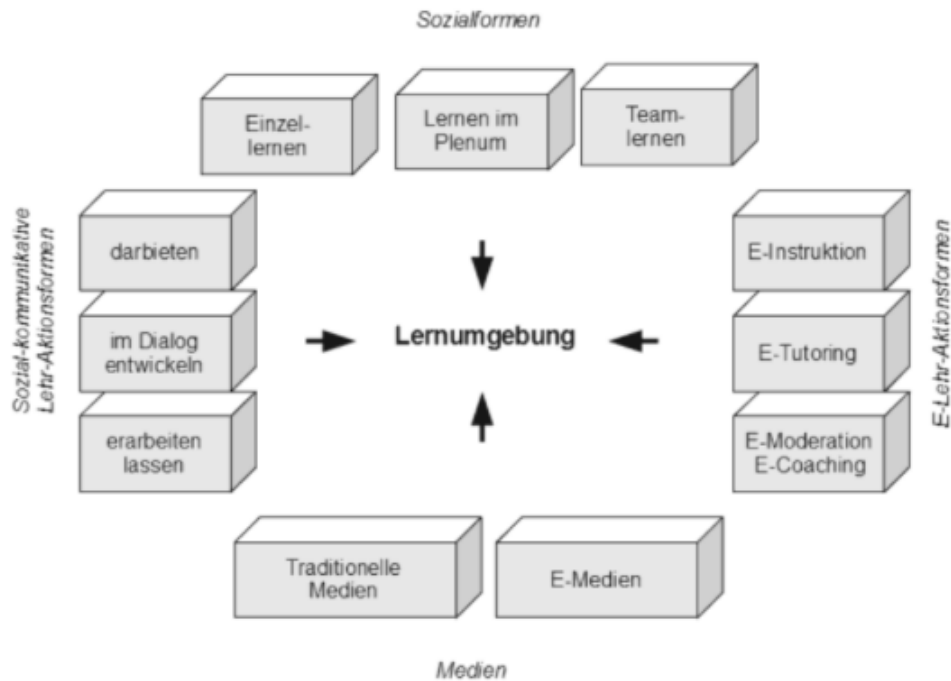 Sozialformen
Einzel-
lernen
Lernen im
Plenum
Team-
lernen
Sozial-kommunikative
Lehr-Aktionsformen
darbieten
im Dialog
entwickeln
erarbeiten
lassen
Lernumgebung
E-Instruktion
E-Tutoring
E-Moderation
E-Coaching
E-Lehr-Aktionsformen
Traditionelle
Medien
E-Medien
Medien